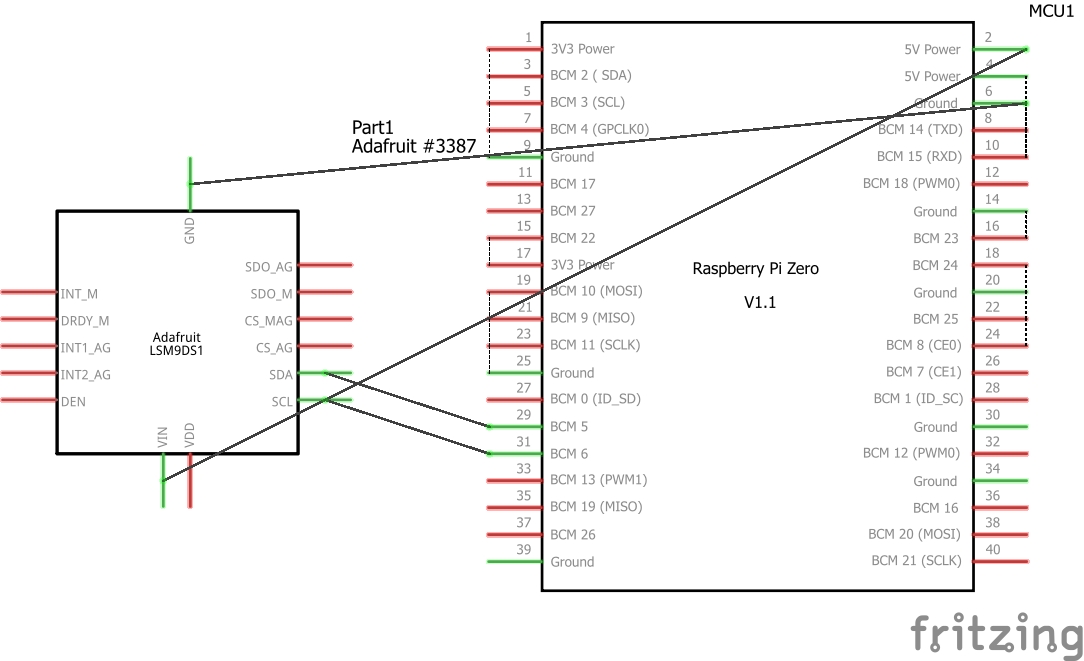 MCU1
1
3V3 Power
5V Power
2
3
BCM 2 ( SDA)
5V Power
4
5
BCM 3 (SCL)
Ground
6
Part1
Adafruit #3387
7
BCM 4 (GPCLK0)
BCM 14 (TXD)
8
9
Ground
BCM 15 (RXD)
10
11
BCM 17
BCM 18 (PWM0)
12
13
BCM 27
Ground
14
15
BCM 22
BCM 23
16
17
3V3 Power
BCM 24
18
19
BCM 10 (MOSI)
Ground
20
21
BCM 9 (MISO)
BCM 25
22
23
BCM 11 (SCLK)
BCM 8 (CE0)
24
25
Ground
BCM 7 (CE1)
26
27
BCM 0 (ID_SD)
BCM 1 (ID_SC)
28
29
BCM 5
Ground
30
31
BCM 6
BCM 12 (PWM0)
32
33
BCM 13 (PWM1)
Ground
34
35
BCM 19 (MISO)
BCM 16
36
37
BCM 26
BCM 20 (MOSI)
38
39
Ground
BCM 21 (SCLK)
40
Raspberry Pi Zero
V1.1
GND
SDO_AG
INT_M
SDO_M
DRDY_M
CS_MAG
Adafruit
LSM9DS1
INT1_AG
CS_AG
INT2_AG
SDA
DEN
SCL
VIN
VDD
fritzing